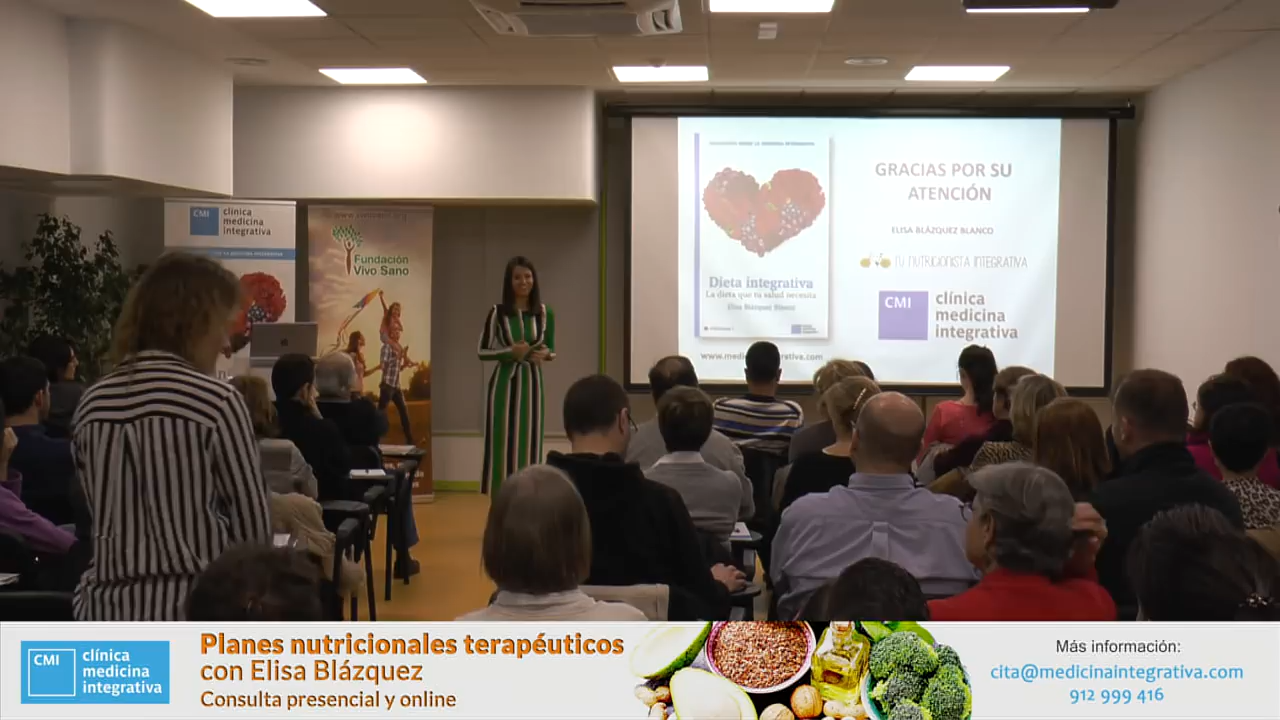 CMI
clínica
medicina
integrativa
Fundación
Vivo Sano
GRACIAS POR SU
ATENCIÓN
ELISA BLÁZQUEZ BLANCO
TU NUTRICIONISTA INTEGRATIVA
Dieta integrativa
La dieta que tu salud necesita
Elisa Blázquez Blanco
CMI
clínica
medicina
integrativa
CMI
clínica
medicina
integrativa
Planes nutricionales terapéuticos
con Elisa Blázquez
Consulta presencial y online
Más información:
cita@medicinaintegrativa.com
912 999 416